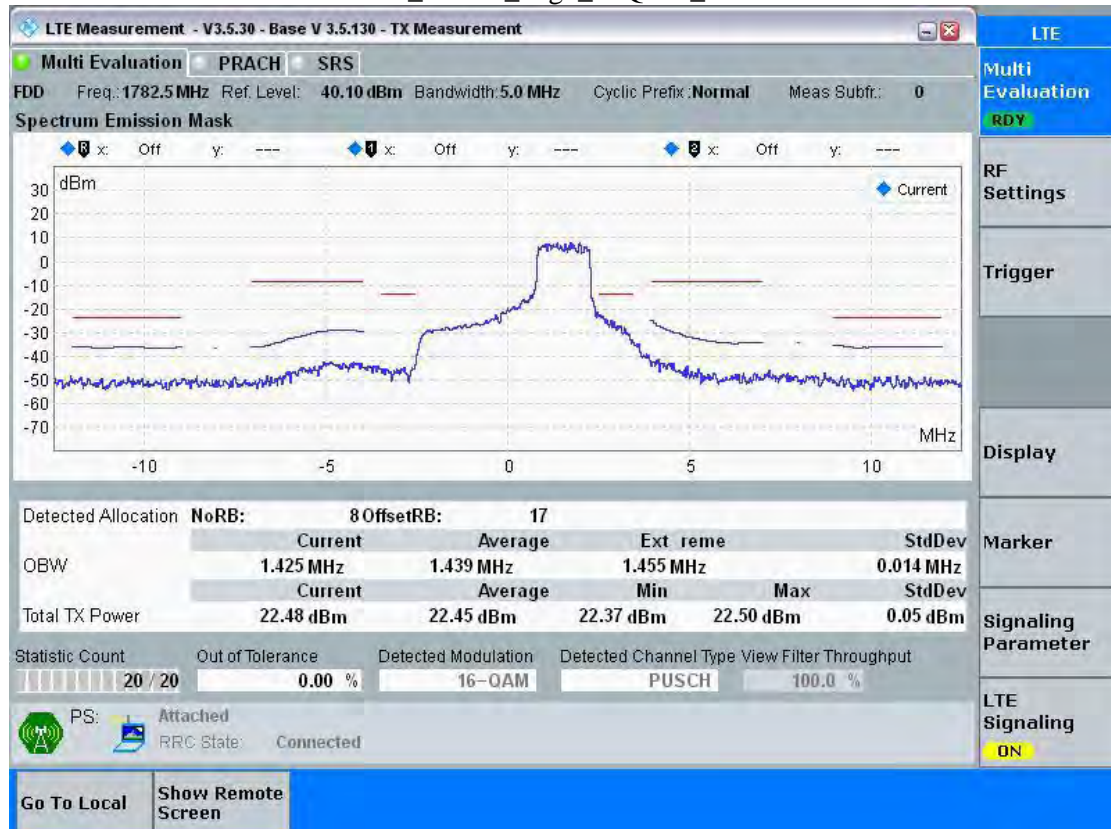 LTE Measurement - V3.5.30 - Base V 3.5.130 - TX Measurement
LTE
Multi Evaluation PRACH SRS
Multi Evaluation
RDY
FDD Freq.: 1782.5 MHz Ref. Level: 40.10 dBm Bandwidth: 5.0 MHz Cyclic Prefix : Normal Meas Subfr.: 0
Spectrum Emission Mask
R x: Off y: --- 1 x: Off y: --- 2 x: Off y: ---
dBm
Current
30
20
10
0
-10
-20
-30
-40
-50
-60
-70
MHz
-10 -5 0 5 10
RF Settings
Trigger
Display
Marker
Signaling Parameter
LTE Signaling
ON
Detected Allocation NoRB: 8 OffsetRB: 17
Current Average Ext reme StdDev
OBW 1.425 MHz 1.439 MHz 1.455 MHz 0.014 MHz
Current Average Min Max StdDev
Total TX Power 22.48 dBm 22.45 dBm 22.37 dBm 22.50 dBm 0.05 dBm
Statistic Count Out of Tolerance Detected Modulation Detected Channel Type View Filter Throughput
20 / 20 0.00 % 16-QAM PUSCH 100.0 %
PS: Attached
RRC State: Connected
Go To Local
Show Remote Screen